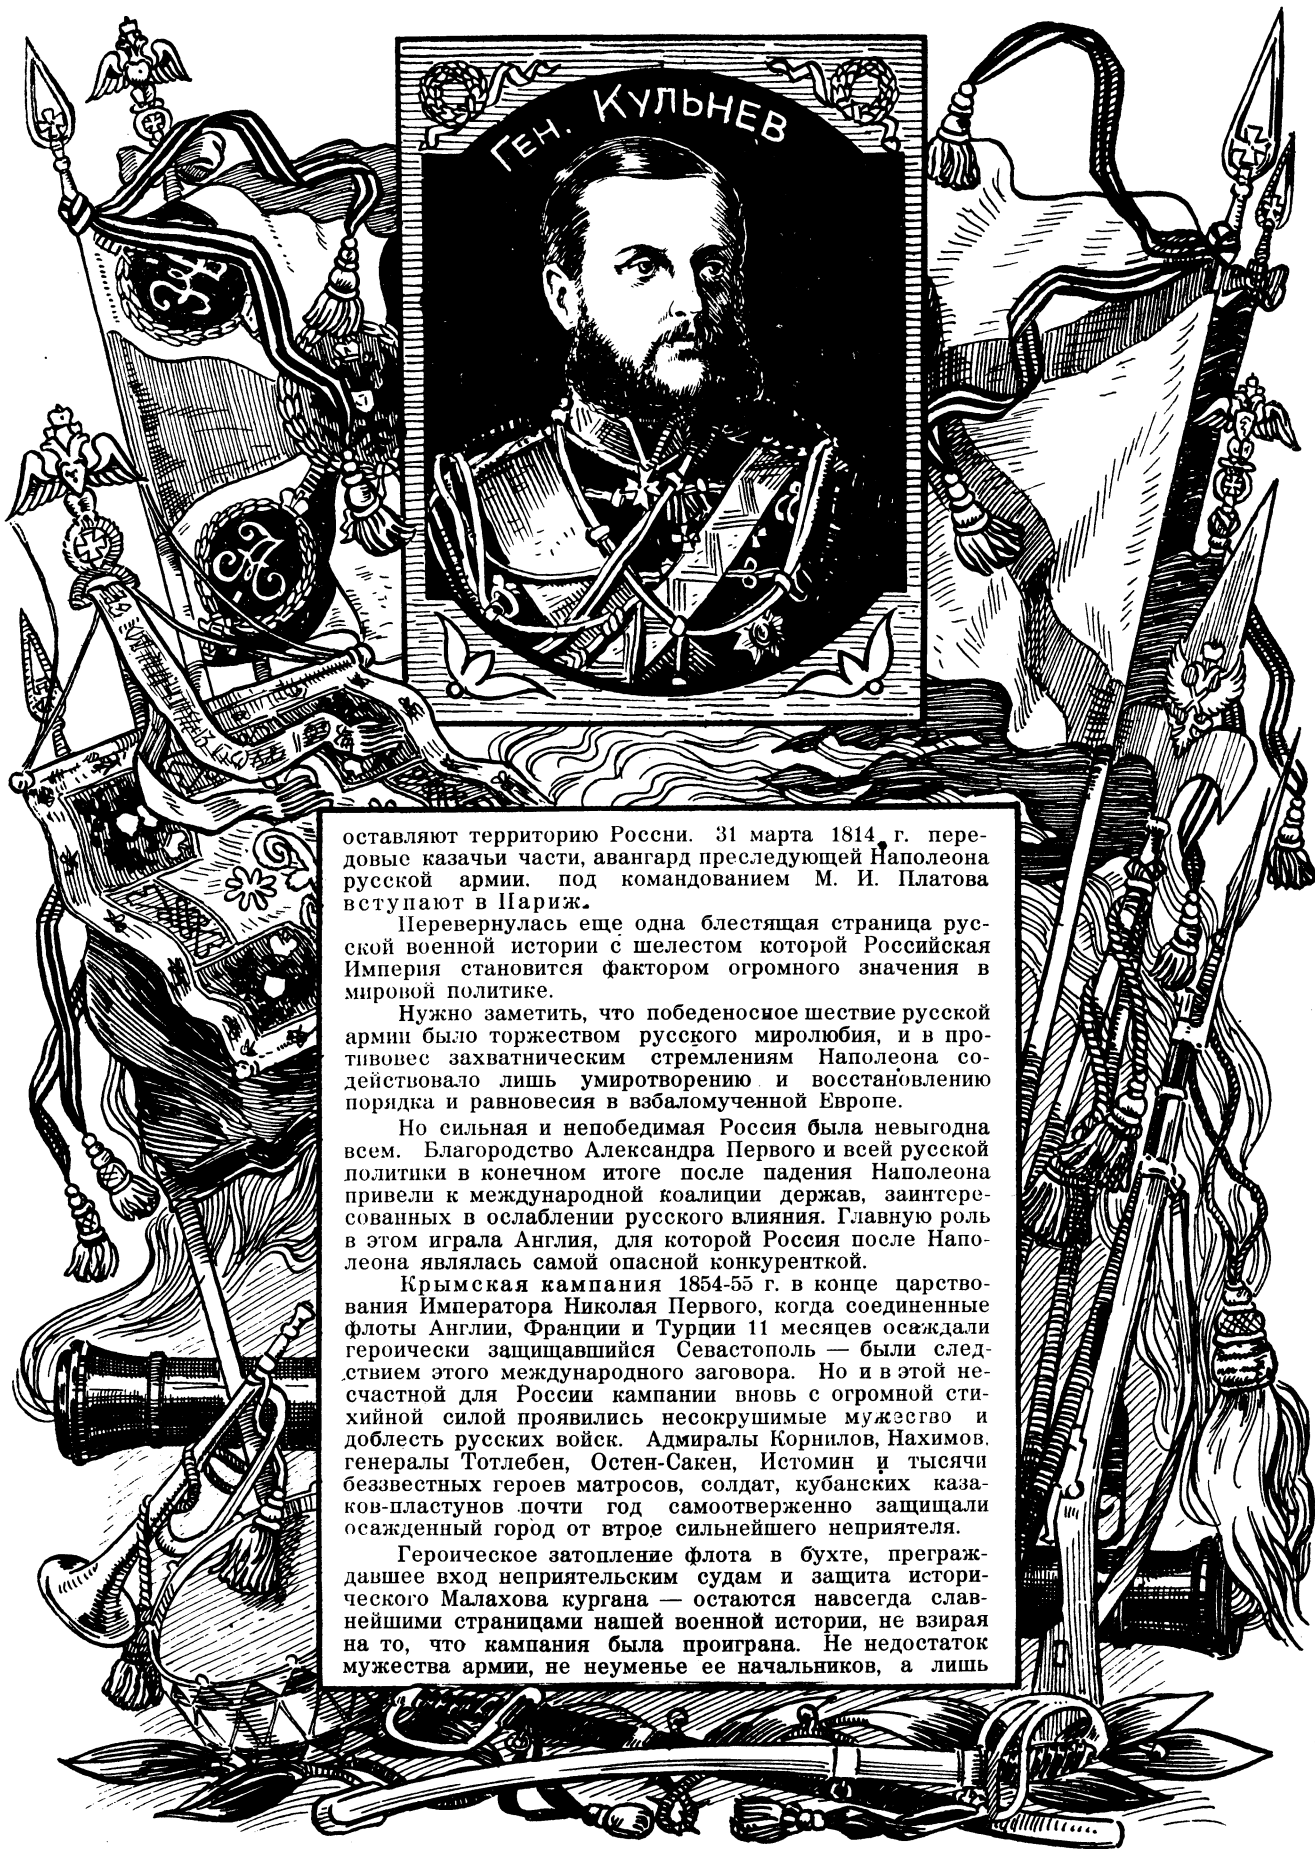 Ген. Кульнев
оставляют территорию России. 31 марта 1814 г. пере-
довые казачьи части, авангард преследующей Наполеона
русской армии. под командованием М. И. Платова
вступают в Париж.
Перевернулась еще одна блестящая страница рус-
ской военной истории с шелестом которой Российская
Империя становится фактором огромного значения в
мировой политике.
Нужно заметить, что победеносное шествие русской
армии было торжеством русского миролюбия, и в про-
тивовес захватническим стремлениям Наполеона со-
действовало лишь умиротворению и восстановлению
порядка и равновесия в взбаломученной Европе.
Но сильная и непобедимая Россия была невыгодна
всем. Благородство Александра Первого и всей русской
политики в конечном итоге после падения Наполеона
привели к международной коалиции держав, заинтере-
сованных в ослаблении русского влияния. Главную роль
в этом играла Англия, для которой Россия после Напо-
леона являлась самой опасной конкуренткой.
Крымская кампания 1854-55 г. в конце царство-
вания Императора Николая Первого, когда соединенные
флоты Англии, Франции и Турции 11 месяцев осаждали
героически защищавшийся Севастополь — были след-
ствием этого международного заговора. Но и в этой не-
счастной для России кампании вновь с огромной сти-
хийной силой проявились несокрушимые мужество и
доблесть русских войск. Адмиралы Корнилов, Нахимов,
генералы Тотлебен, Остен-Сакен, Истомин и тысячи
беззвестных героев матросов, солдат, кубанских каза-
ков-пластунов почти год самоотверженно защищали
осажденный город от втрое сильнейшего неприятеля.
Героическое затопление флота в бухте, преграж-
давшее вход неприятельским судам и защита истори-
ческого Малахова кургана — остаются навсегда слав-
нейшими страницами нашей военной истории, не взирая
на то, что кампания была проиграна. Не недостаток
мужества армии, не неуменье ее начальников, а лишь